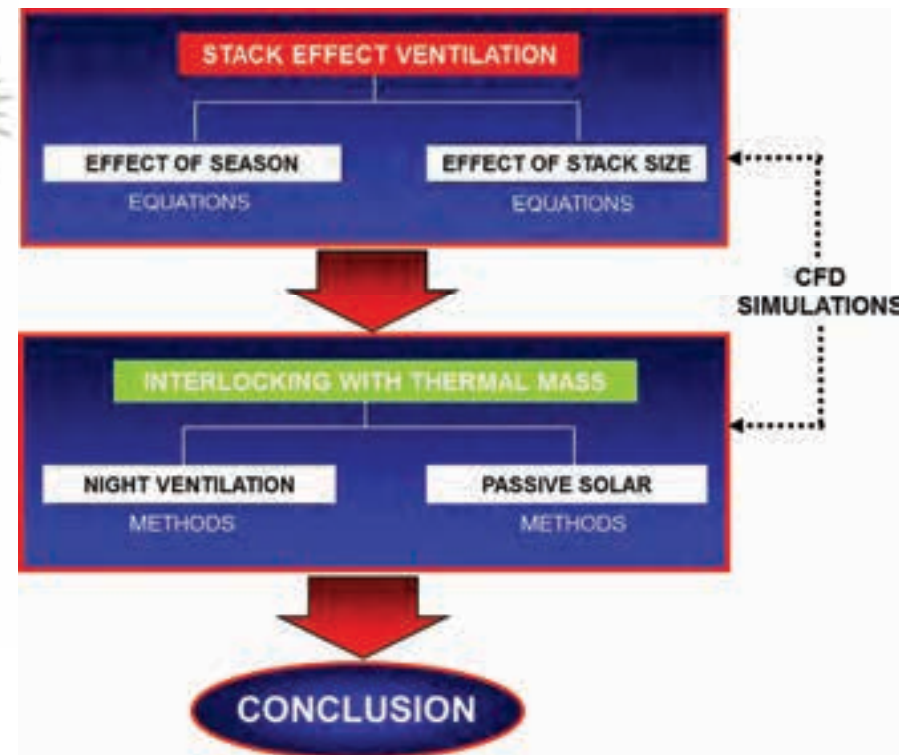 STACK EFFECT VENTILATION
EFFECT OF SEASON
EFFECT OF STACK SIZE
EQUATIONS
EQUATIONS
CFD
SIMULATIONS
INTERLOCKING WITH THERMAL MASS
NIGHT VENTILATION
PASSIVE SOLAR
METHODS
METHODS
CONCLUSION